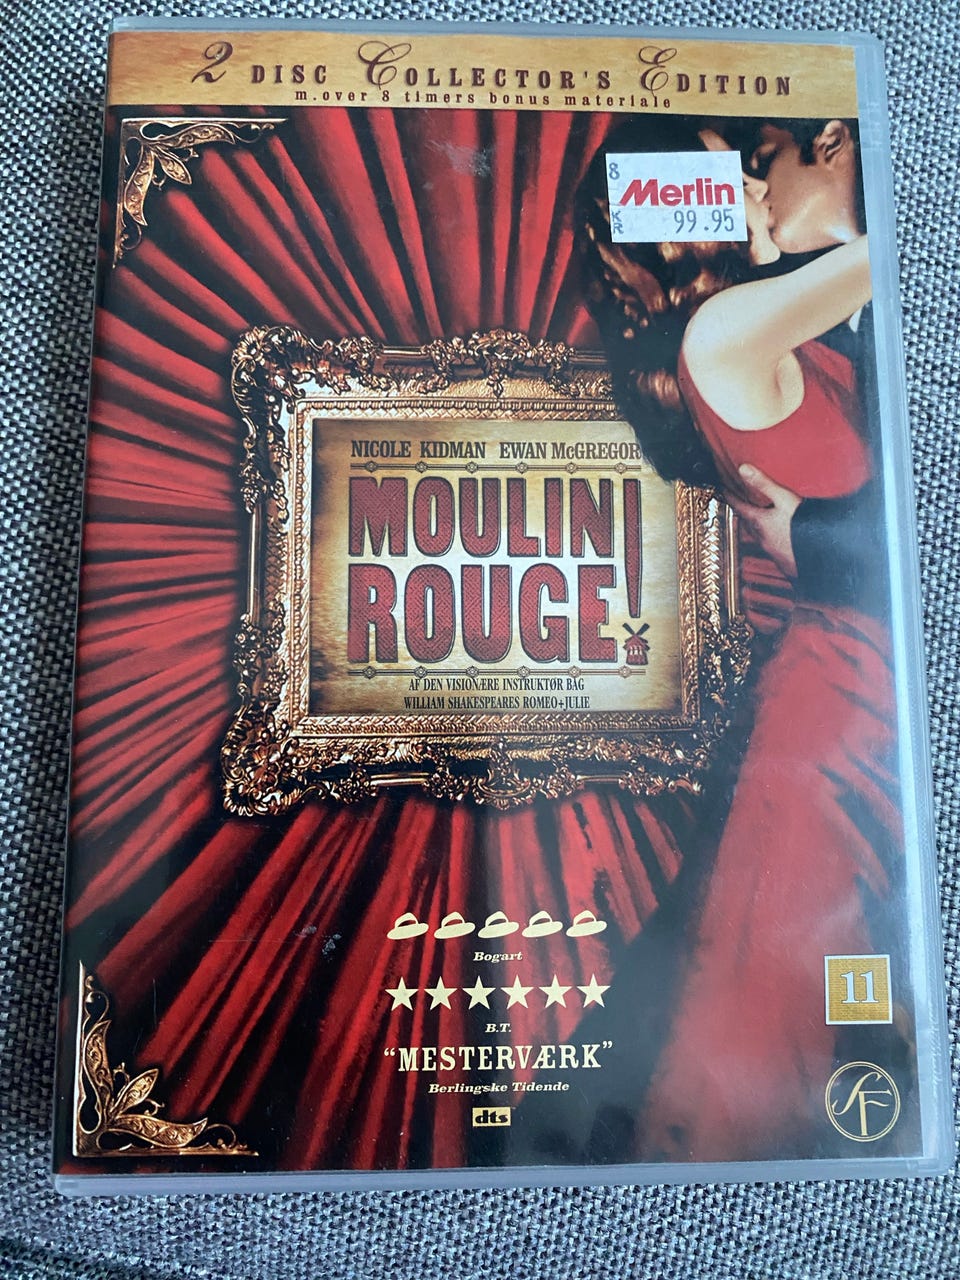 2 DISC COLLECTOR'S EDITION
m.over 8 timers bonus materiale
8
Merlin
KR 99.95
NICOLE KIDMAN EWAN McGREGOR
MOULIN
ROUGE!
AF DEN VISIONÆRE INSTRUKTØR BAG
WILLIAM SHAKESPEARES ROMEO+JULIE
Bogart
B.T.
“MESTERVÆRK”
Berlingske Tidende
dts
11
SF